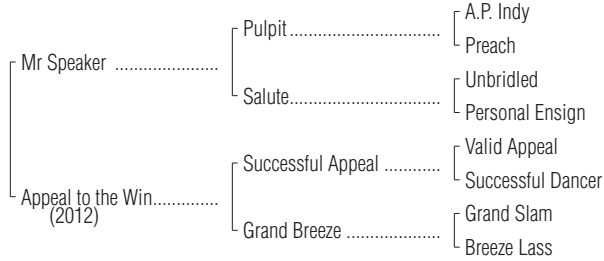 A.P. Indy
Pulpit
Preach
Mr Speaker
Unbridled
Salute
Personal Ensign
Valid Appeal
Successful Appeal
Successful Dancer
Appeal to the Win
(2012)
Grand Slam
Grand Breeze
Breeze Lass